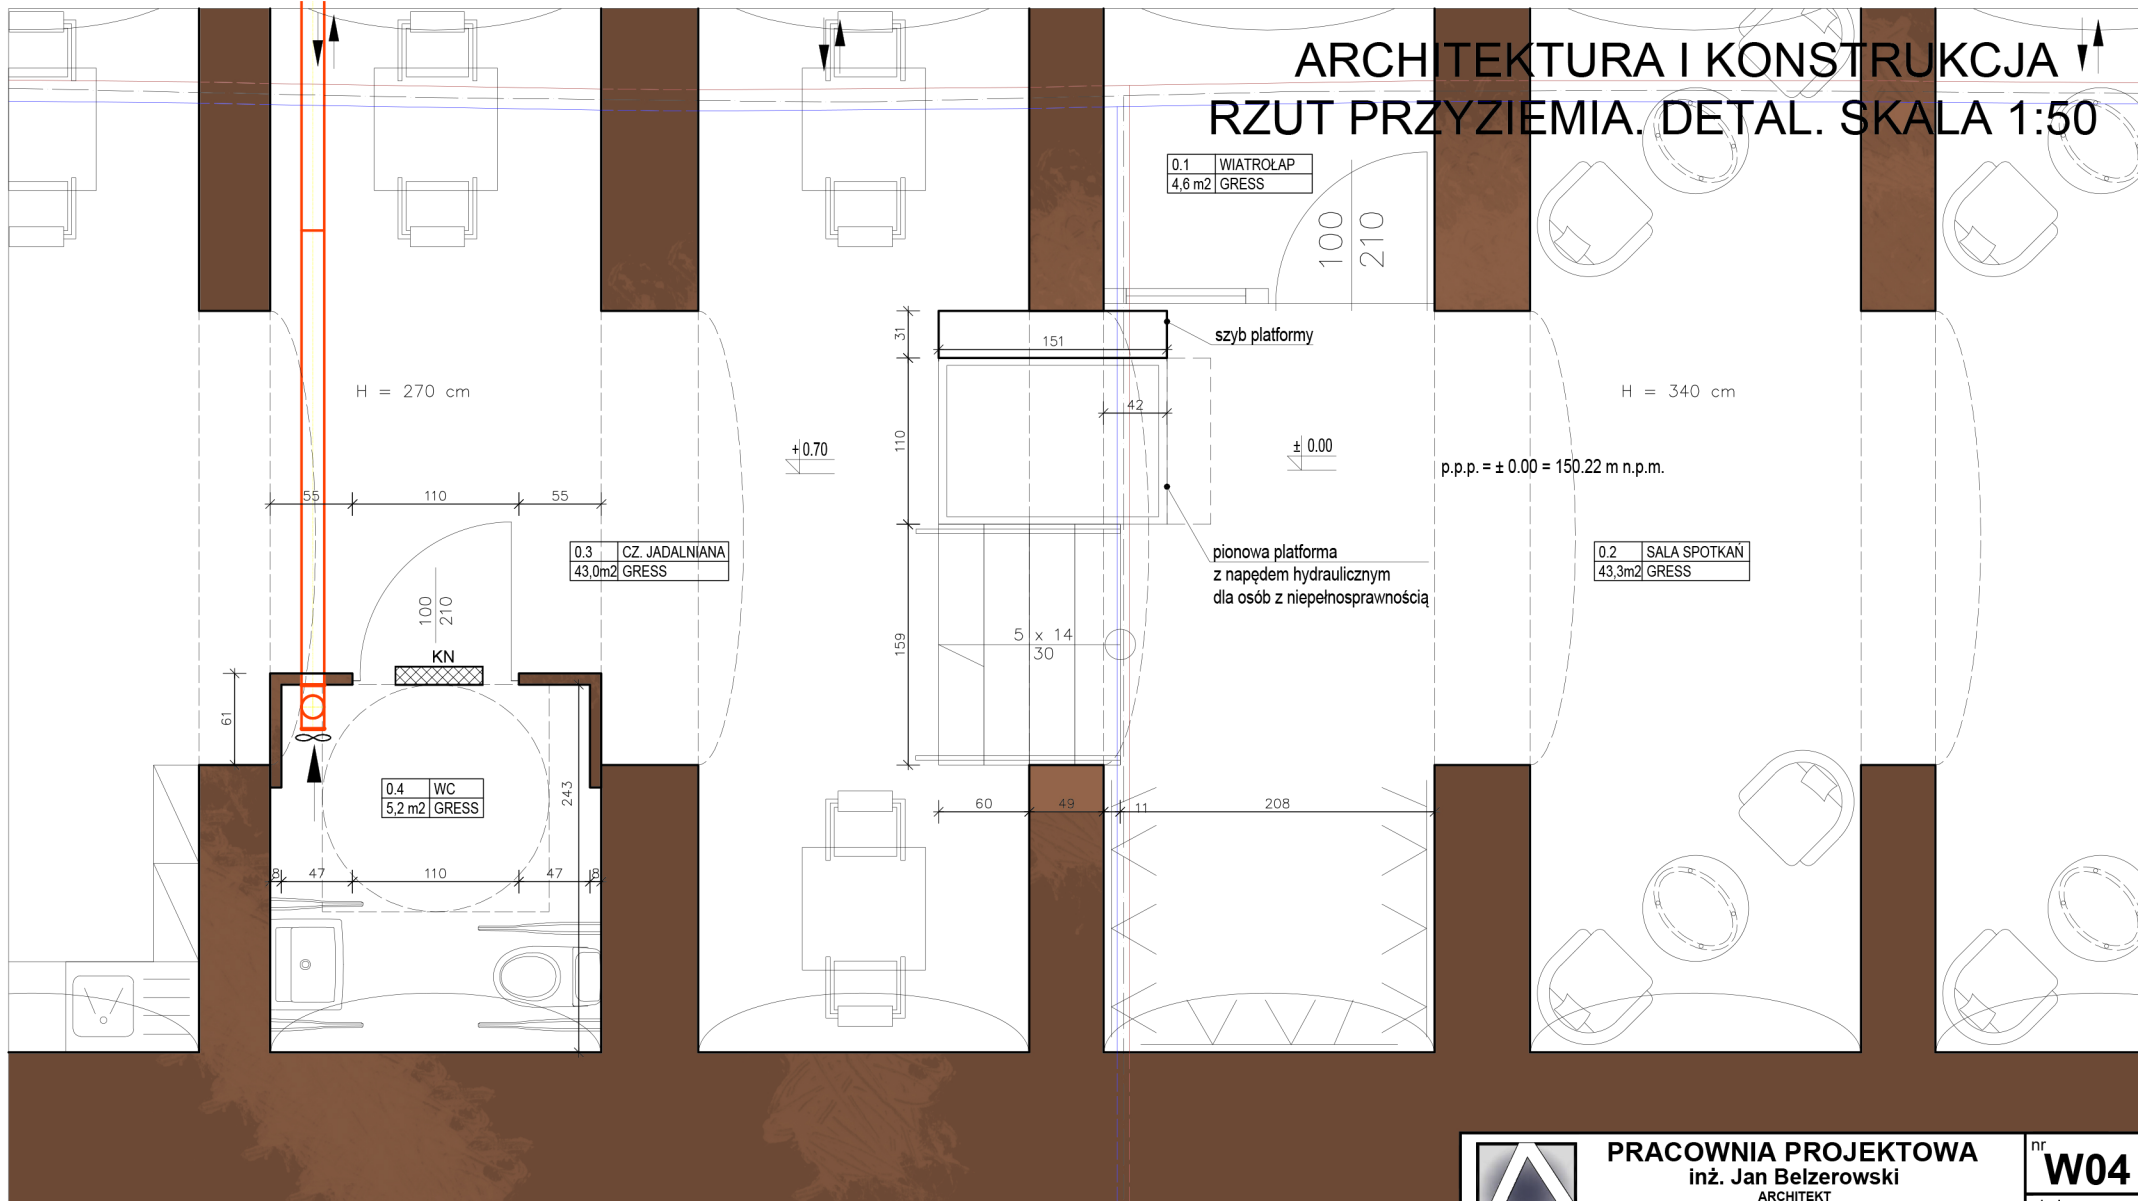 ARCHITEKTURA I KONSTRUKCJA
RZUT PRZYZIEMIA. DETAL. SKALA 1:50
0.1 WIATROŁAP
4,6 m2 GRESS
100
210
szyb platformy
31
151
H = 270 cm
H = 340 cm
42
110
+ 0.70
± 0.00
p.p.p. = ± 0.00 = 150.22 m n.p.m.
55
110
55
0.3 CZ. JADALNIANA
43,0m2 GRESS
pionowa platforma
z napędem hydraulicznym
dla osób z niepełnosprawnością
0.2 SALA SPOTKAŃ
43,3m2 GRESS
100
210
KN
5 x 14
30
159
61
0.4 WC
5,2 m2 GRESS
243
60
49
11
208
8
47
110
47
8
PRACOWNIA PROJEKTOWA
inż. Jan Belzerowski
ARCHITEKT
nr
W04